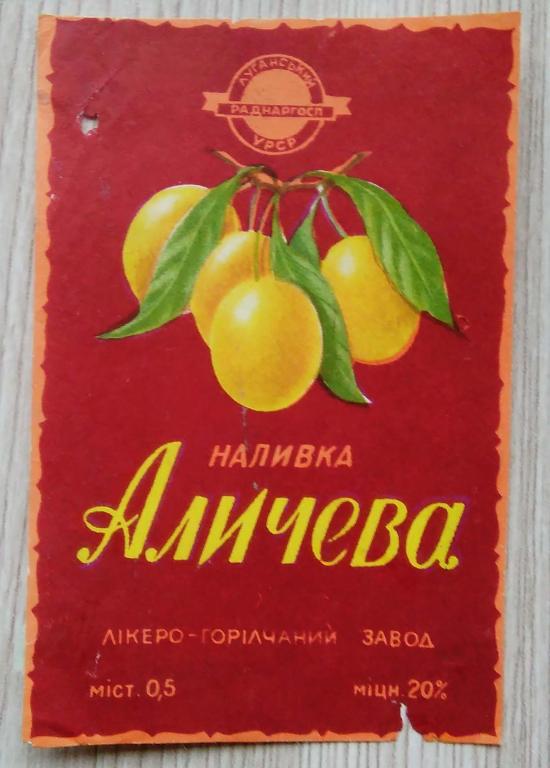 ЛУГАНСЬКИЙ
РАДНАРГОСП
УРСР
НАЛИВКА
Аличева
ЛІКЕРО-ГОРІЛЧАНИЙ ЗАВОД
МІСТ. 0,5 МІЦН. 20%